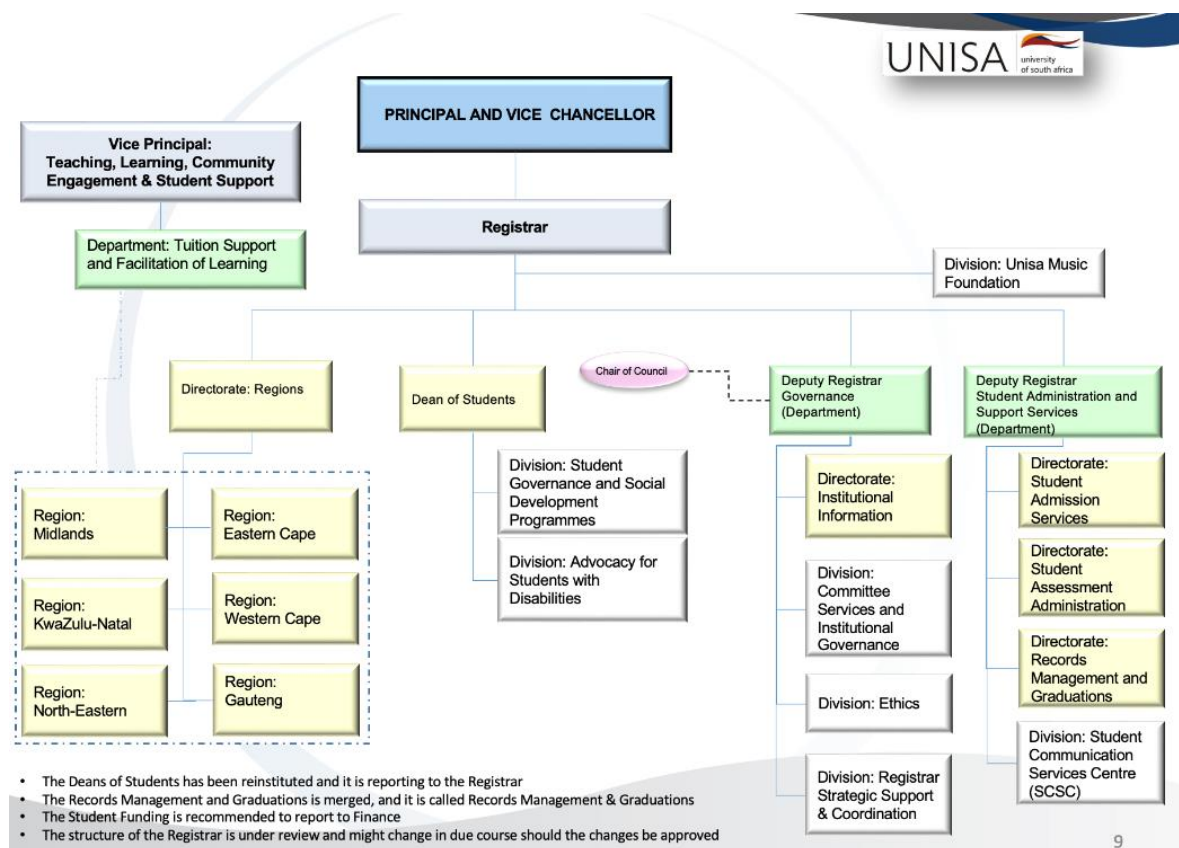 UNISA
university
of south africa
PRINCIPAL AND VICE CHANCELLOR
Vice Principal:
Teaching, Learning, Community
Engagement & Student Support
Registrar
Department: Tuition Support
and Facilitation of Learning
Division: Unisa Music
Foundation
Directorate: Regions
Dean of Students
Chair of Council
Deputy Registrar
Governance
(Department)
Deputy Registrar
Student Administration and
Support Services
(Department)
Region:
Midlands
Region:
Eastern Cape
Region:
KwaZulu-Natal
Region:
Western Cape
Region:
North-Eastern
Region:
Gauteng
Division: Student
Governance and Social
Development
Programmes
Division: Advocacy for
Students with
Disabilities
Directorate:
Institutional
Information
Division:
Committee
Services and
Institutional
Governance
Division: Ethics
Division: Registrar
Strategic Support
& Coordination
Directorate:
Student
Admission
Services
Directorate:
Student
Assessment
Administration
Directorate:
Records
Management and
Graduations
Division: Student
Communication
Services Centre
(SCSC)
• The Deans of Students has been reinstituted and it is reporting to the Registrar
• The Records Management and Graduations is merged, and it is called Records Management & Graduations
• The Student Funding is recommended to report to Finance
• The structure of the Registrar is under review and might change in due course should the changes be approved
9